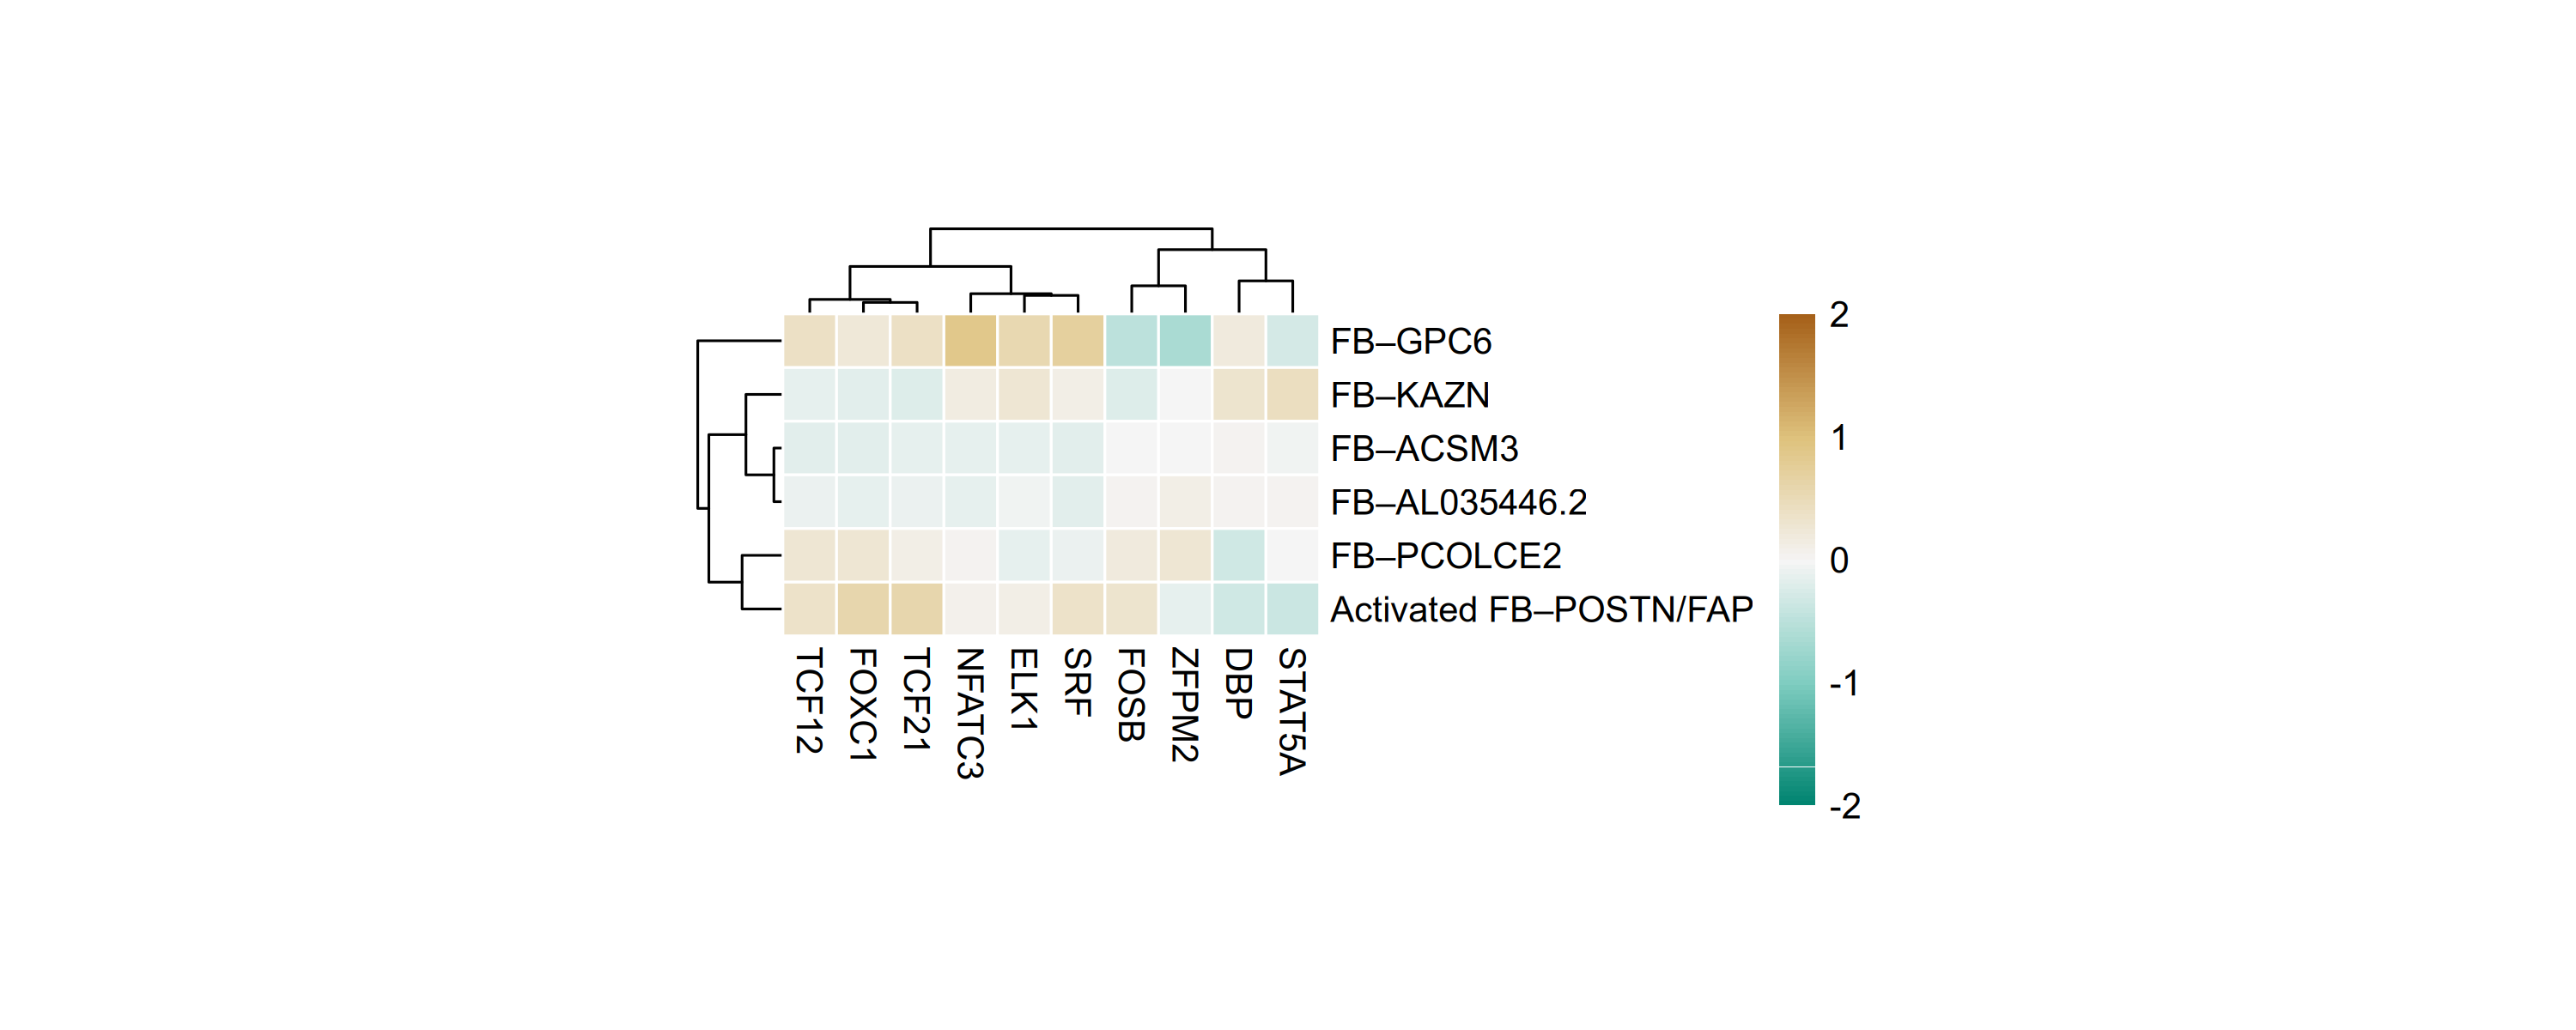 FB–GPC6
FB–KAZN
FB–ACSM3
FB–AL035446.2
FB–PCOLCE2
Activated FB–POSTN/FAP
TCF12
FOXC1
TCF21
NFATC3
ELK1
SRF
FOSB
ZFPM2
DBP
STAT5A
2
1
0
-1
-2